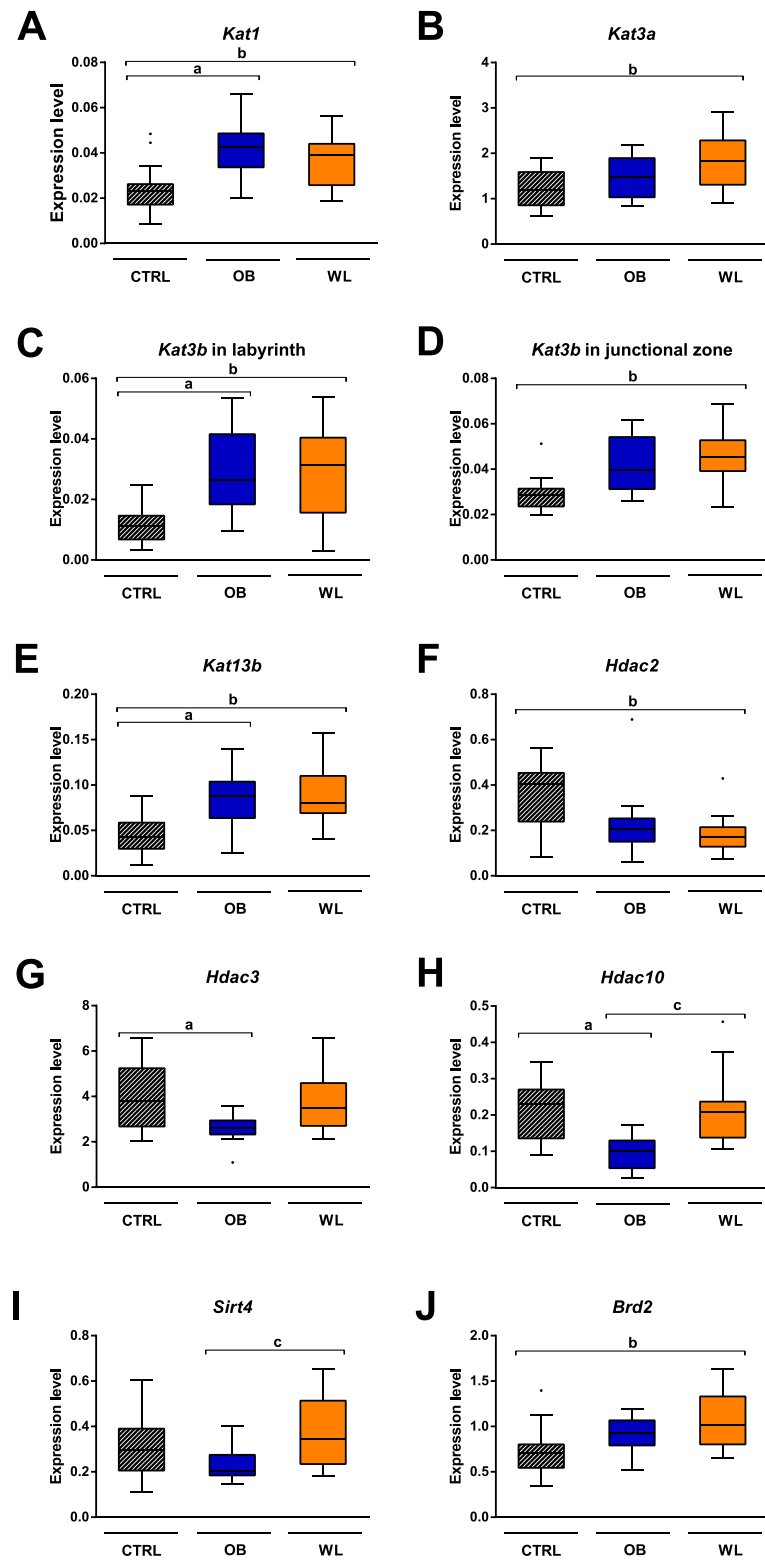 A
Kat1
b
a
Expression level
0.08
0.06
0.04
0.02
0.00
CTRL OB WL
B
Kat3a
b
Expression level
4
3
2
1
0
CTRL OB WL
C
Kat3b in labyrinth
b
a
Expression level
0.06
0.04
0.02
0.00
CTRL OB WL
D
Kat3b in junctional zone
b
Expression level
0.08
0.06
0.04
0.02
0.00
CTRL OB WL
E
Kat13b
b
a
Expression level
0.20
0.15
0.10
0.05
0.00
CTRL OB WL
F
Hdac2
b
Expression level
0.8
0.6
0.4
0.2
0.0
CTRL OB WL
G
Hdac3
a
Expression level
8
6
4
2
0
CTRL OB WL
H
Hdac10
c
a
Expression level
0.5
0.4
0.3
0.2
0.1
0.0
CTRL OB WL
I
Sirt4
c
Expression level
0.8
0.6
0.4
0.2
0.0
CTRL OB WL
J
Brd2
b
Expression level
2.0
1.5
1.0
0.5
0.0
CTRL OB WL